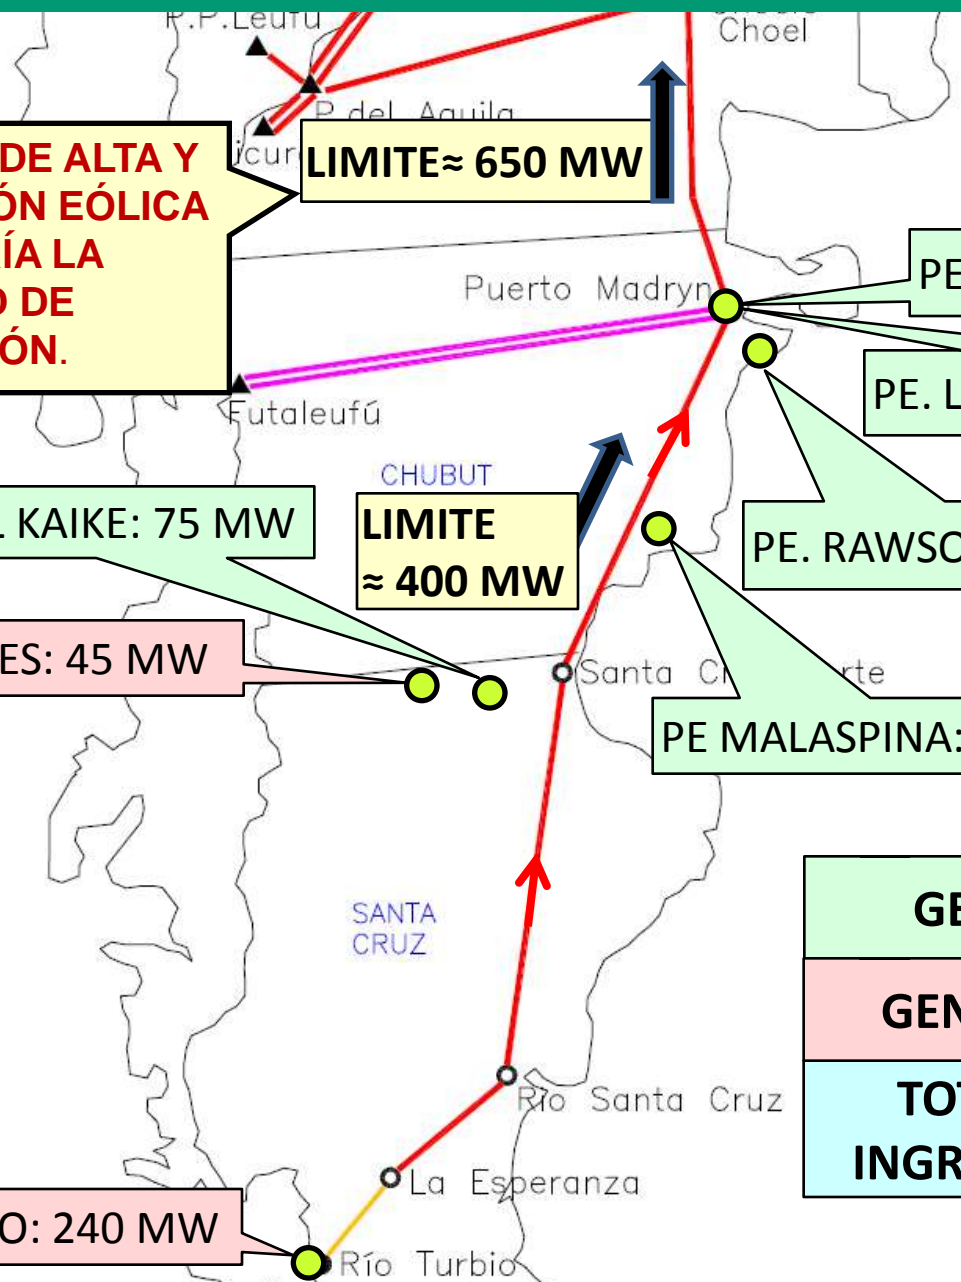 P.P.Leufú
Choel
P.del Aguila
LIMITE≈ 650 MW
DE ALTA Y
ÓN EÓLICA
ÍA LA
O DE
ÓN.
Puerto Madryn
PE
PE. L
Futaleufú
CHUBUT
L KAIKE: 75 MW
LIMITE
≈ 400 MW
PE. RAWSO
ES: 45 MW
Santa C
rte
PE MALASPINA:
SANTA
CRUZ
GE
GEN
TOT
INGR
Río Santa Cruz
La Esperanza
O: 240 MW
Río Turbio